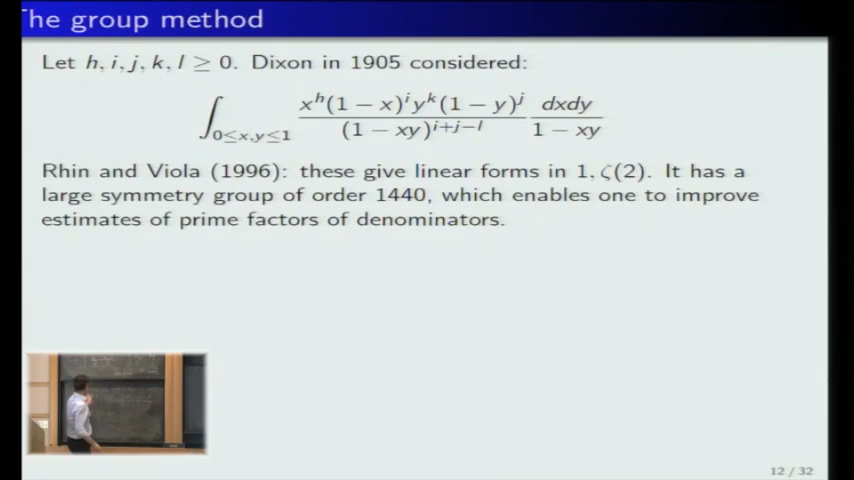 The group method
Let h, i, j, k, l ≥ 0. Dixon in 1905 considered:
∫_{0≤x,y≤1} \frac{x^h(1 − x)^i y^k(1 − y)^j}{(1 − xy)^{i+j−l}} \frac{dxdy}{1 − xy}
Rhin and Viola (1996): these give linear forms in 1, ζ(2). It has a
large symmetry group of order 1440, which enables one to improve
estimates of prime factors of denominators.
12 / 32